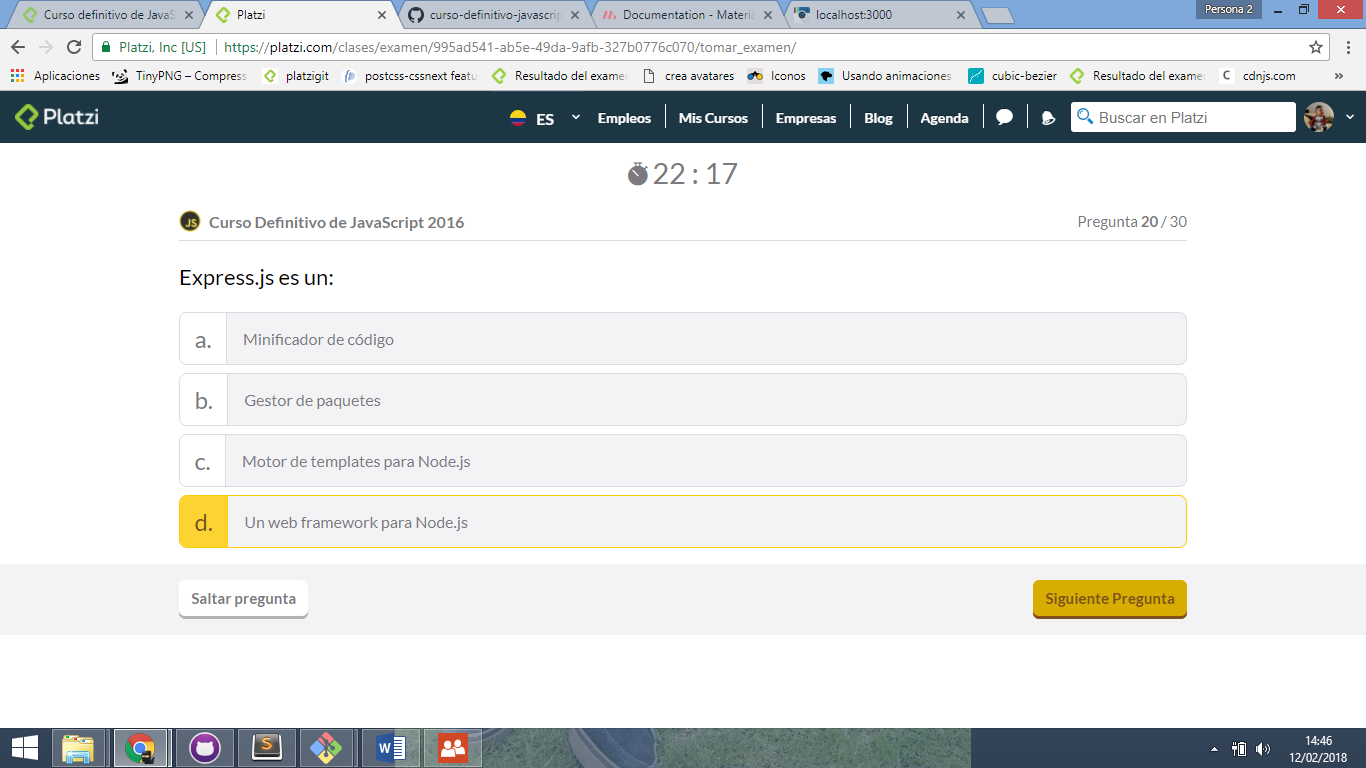 Curso definitivo de JavaS
Platzi
curso-definitivo-javascrip
Documentation - Materia
localhost:3000
Persona 2
Platzi, Inc [US]
https://platzi.com/clases/examen/995ad541-ab5e-49da-9afb-327b0776c070/tomar_examen/
Aplicaciones
TinyPNG – Compress
platzigit
postcss-cssnext featu
Resultado del examen
crea avatares
Iconos
Usando animaciones
cubic-bezier
Resultado del examen
cdnjs.com
»
Platzi
ES
Empleos
Mis Cursos
Empresas
Blog
Agenda
Buscar en Platzi
22 : 17
JS
Curso Definitivo de JavaScript 2016
Pregunta 20 / 30
Express.js es un:
a. Minificador de código
b. Gestor de paquetes
c. Motor de templates para Node.js
d. Un web framework para Node.js
Saltar pregunta
Siguiente Pregunta
14:46
12/02/2018